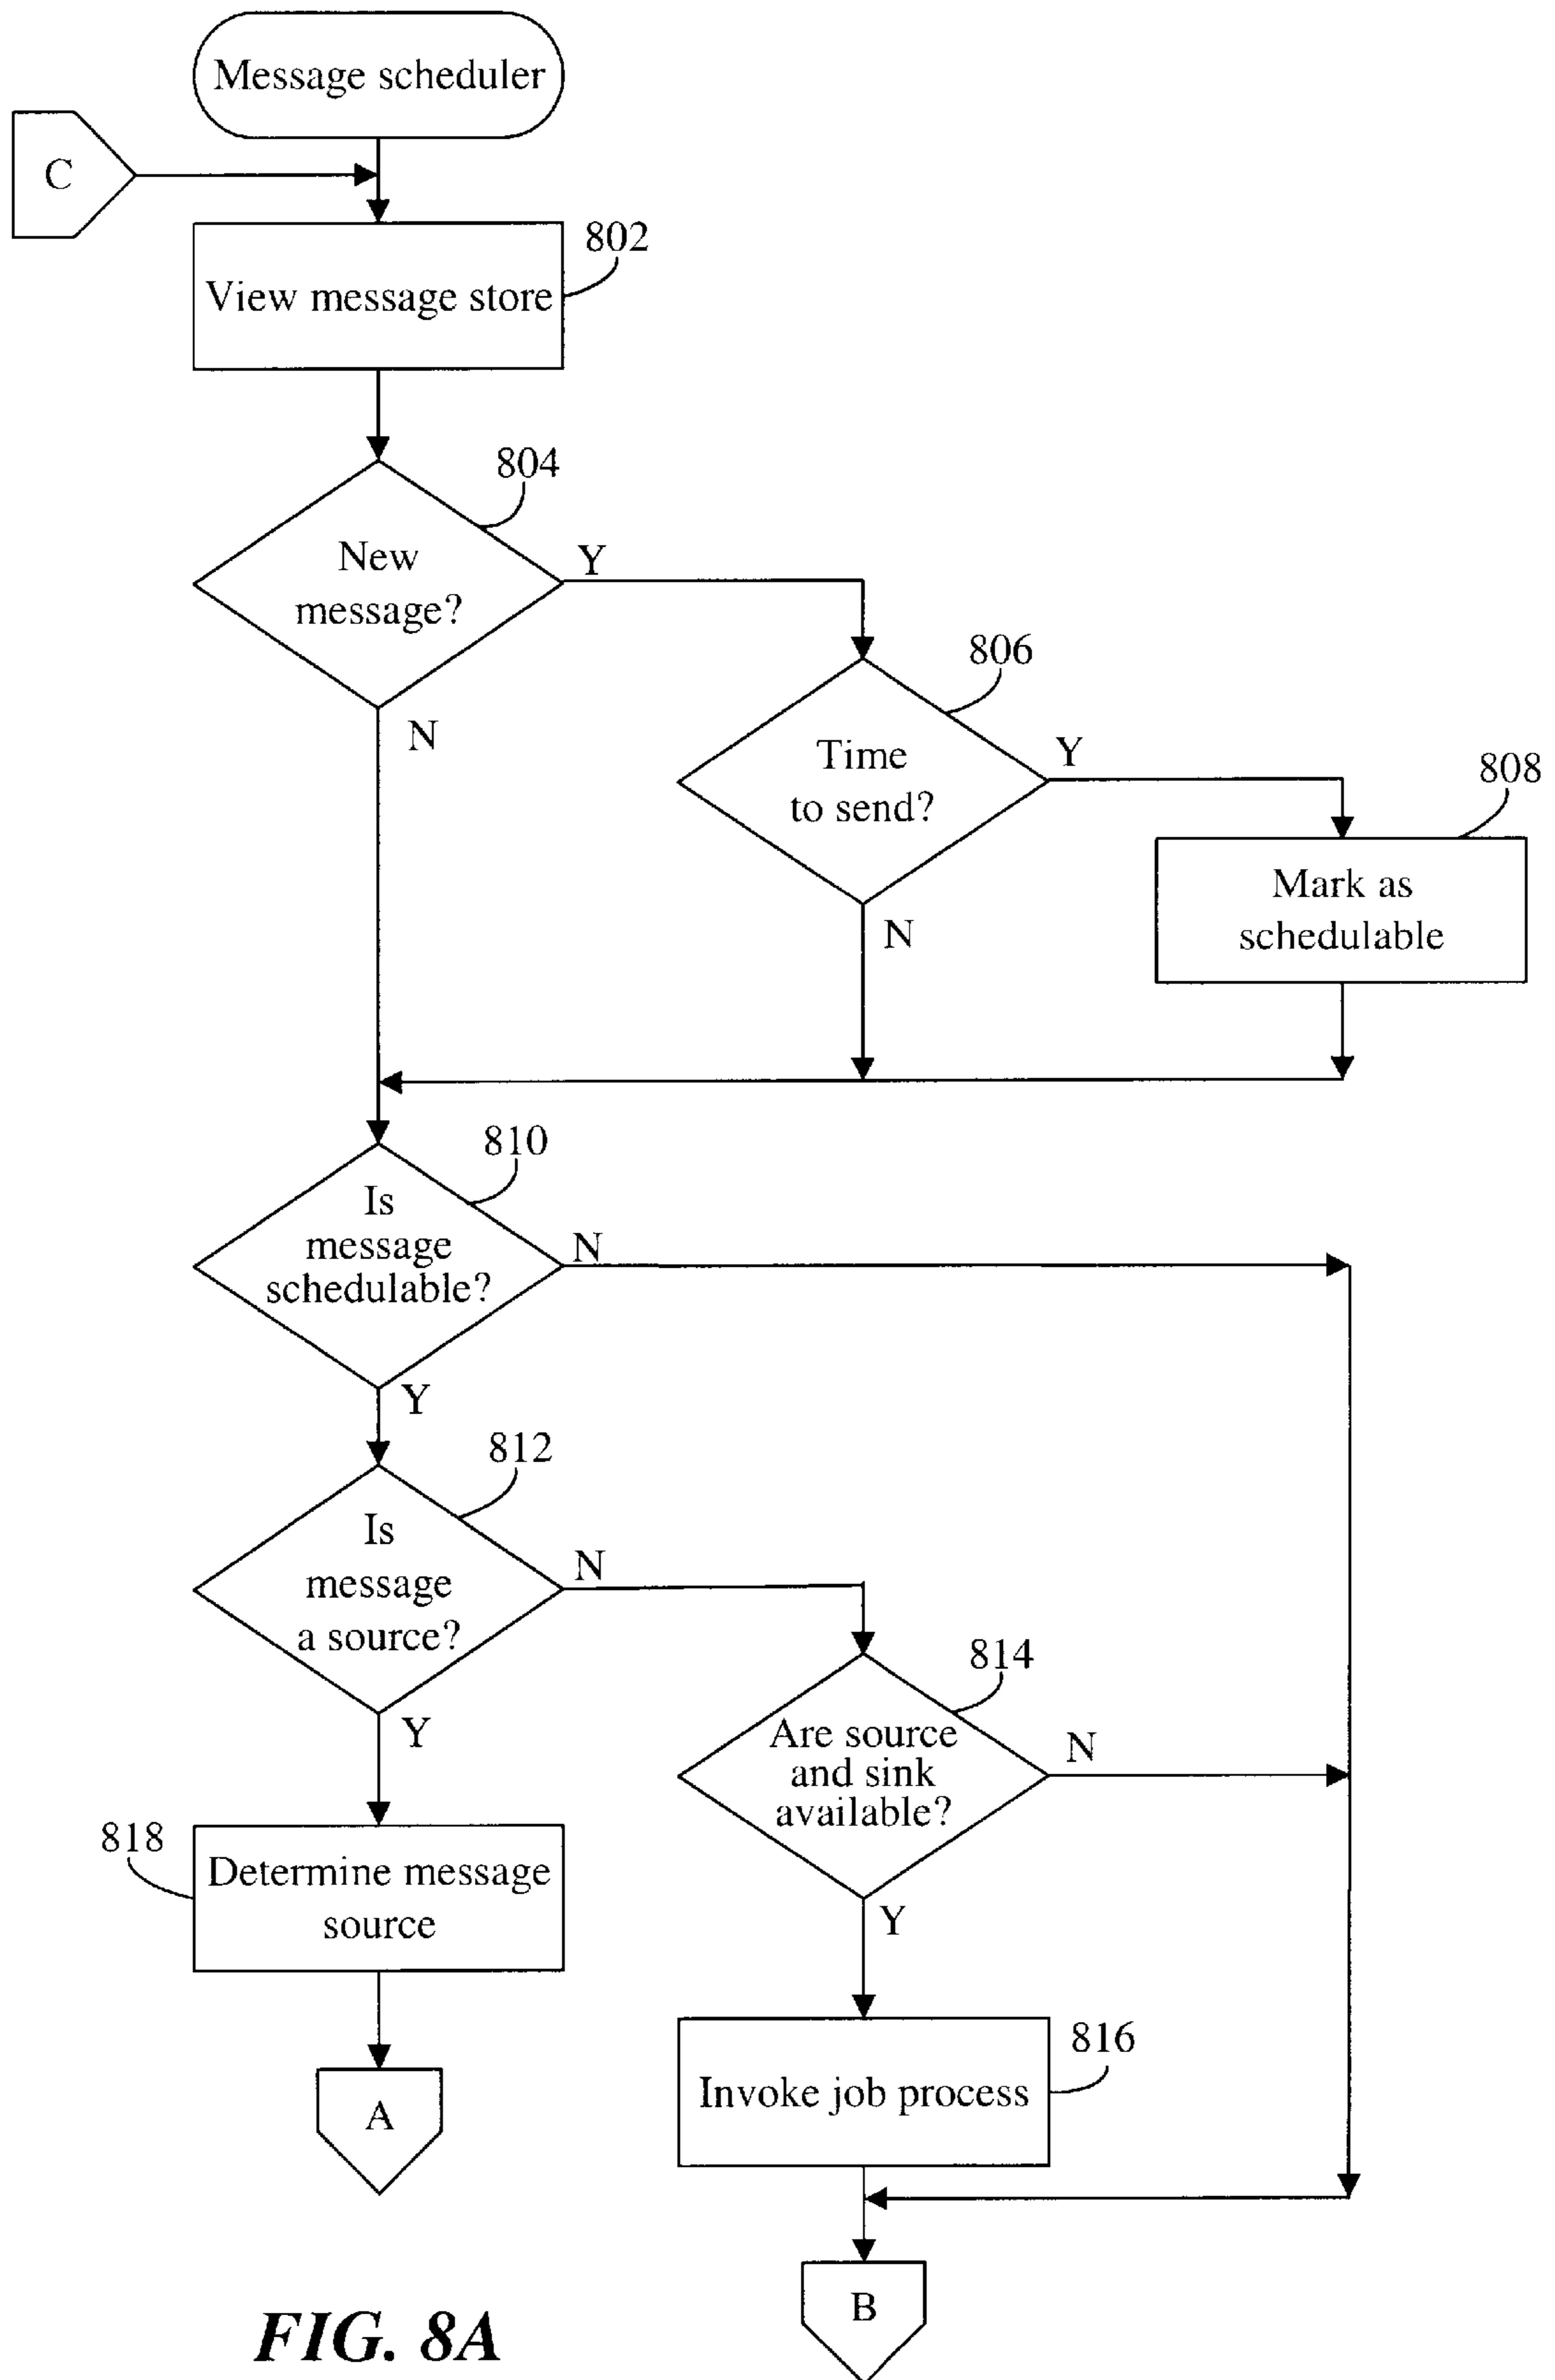 Message scheduler
C
802
View message store
804
New
message?
Y
N
806
Time
to send?
Y
N
808
Mark as
schedulable
810
Is
message
schedulable?
N
Y
812
Is
message
a source?
N
Y
814
Are source
and sink
available?
N
Y
818
Determine message
source
816
Invoke job process
A
B
FIG. 8A